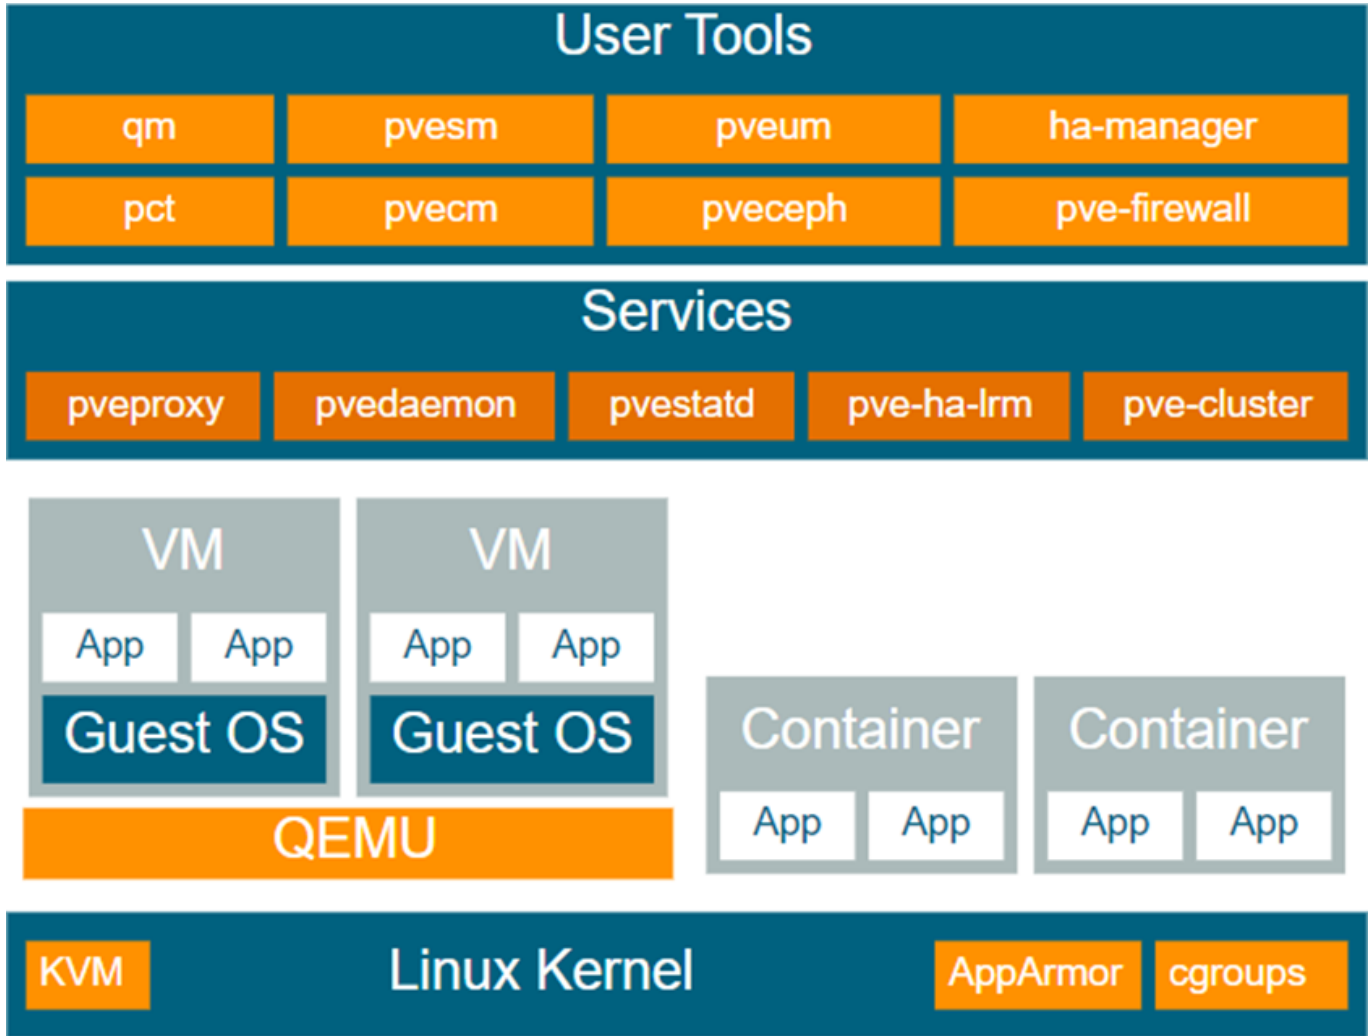 User Tools
qm pvesm pveum ha-manager
pct pvecm pveceph pve-firewall
Services
pveproxy pvedaemon pvestatd pve-ha-lrm pve-cluster
VM VM
App App App App
Guest OS Guest OS
Container Container
QEMU
App App App App
KVM Linux Kernel AppArmor cgroups